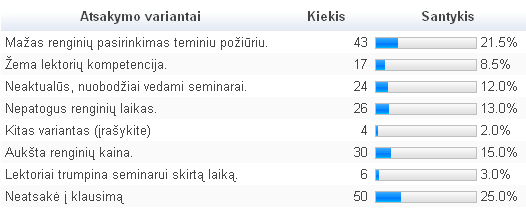 Atsakymo variantai Kiekis Santykis
Mažas renginių pasirinkimas teminiu požiūriu. 43 21.5%
Žema lektorių kompetencija. 17 8.5%
Neaktualūs, nuobodžiai vedami seminarai. 24 12.0%
Nepatogus renginių laikas. 26 13.0%
Kitas variantas (įrašykite) 4 2.0%
Aukšta renginių kaina. 30 15.0%
Lektoriai trumpina seminarui skirtą laiką. 6 3.0%
Neatsakė į klausimą 50 25.0%